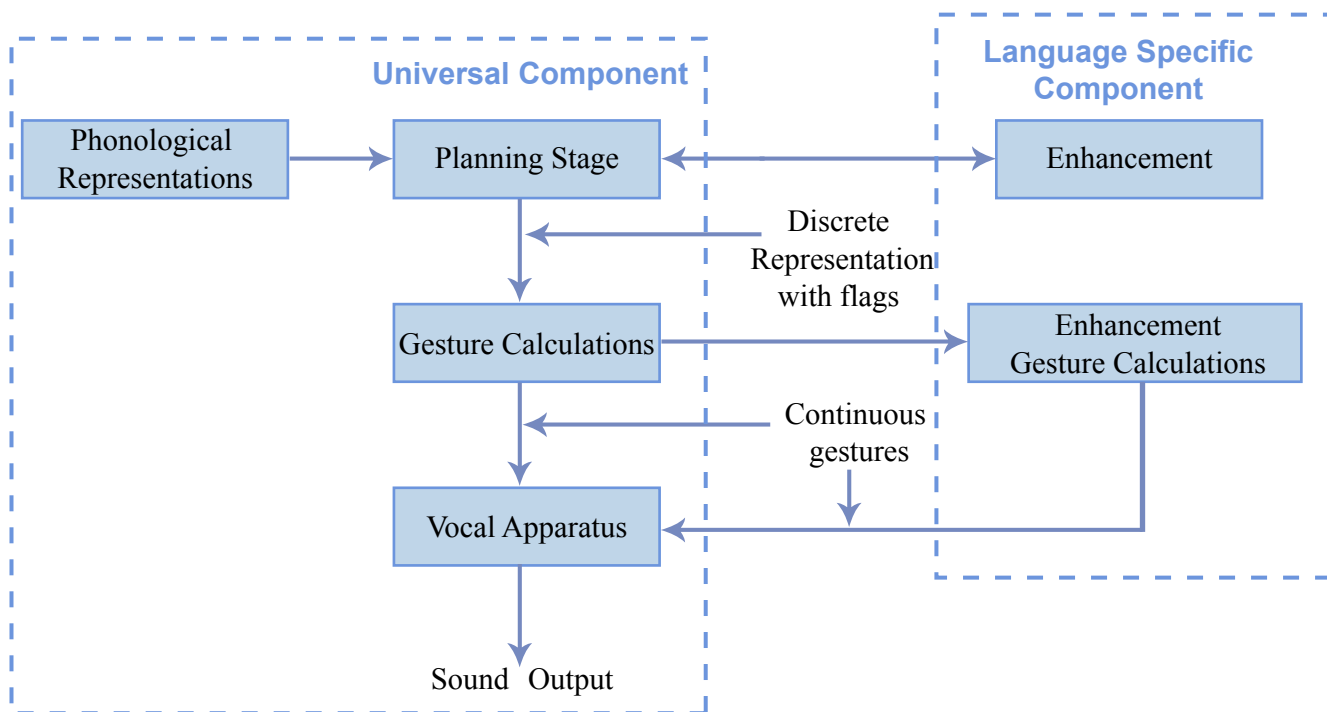 Universal Component
Language Specific
Component
Phonological
Representations
Planning Stage
Enhancement
Discrete
Representation
with flags
Gesture Calculations
Enhancement
Gesture Calculations
Continuous
gestures
Vocal Apparatus
Sound Output